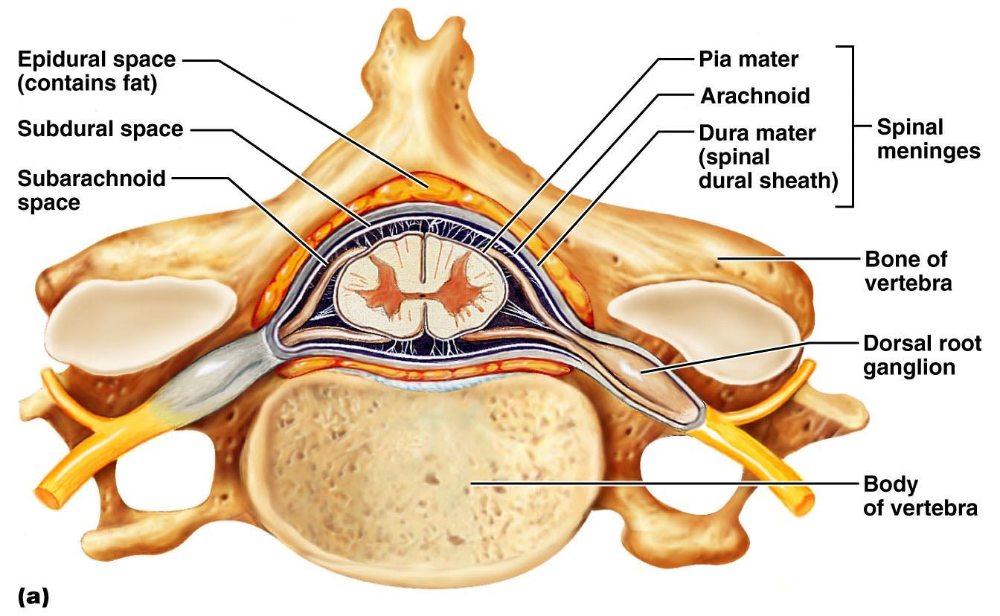 Epidural space
(contains fat)
Subdural space
Subarachnoid
space
Pia mater
Arachnoid
Dura mater
(spinal
dural sheath)
Spinal
meninges
Bone of
vertebra
Dorsal root
ganglion
Body
of vertebra
(a)